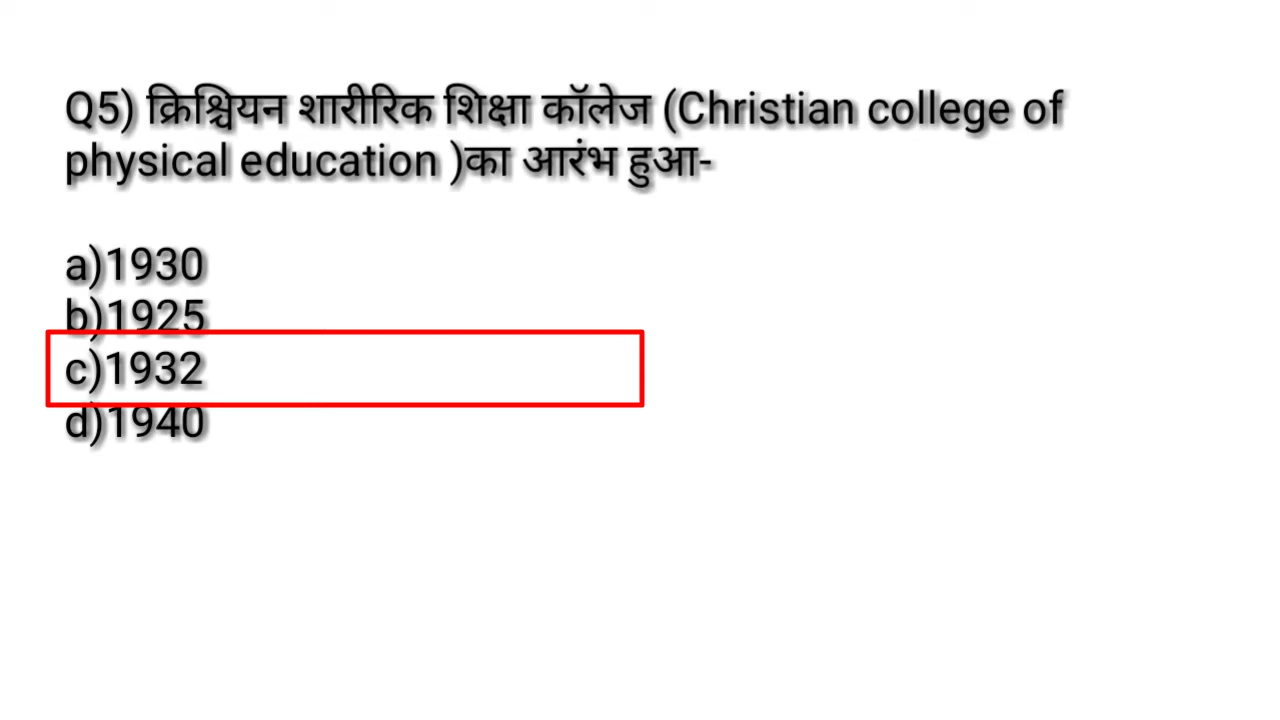 Q5) क्रिश्चियन शारीरिक शिक्षा कॉलेज (Christian college of
physical education )का आरंभ हुआ-
a)1930
b)1925
c)1932
d)1940